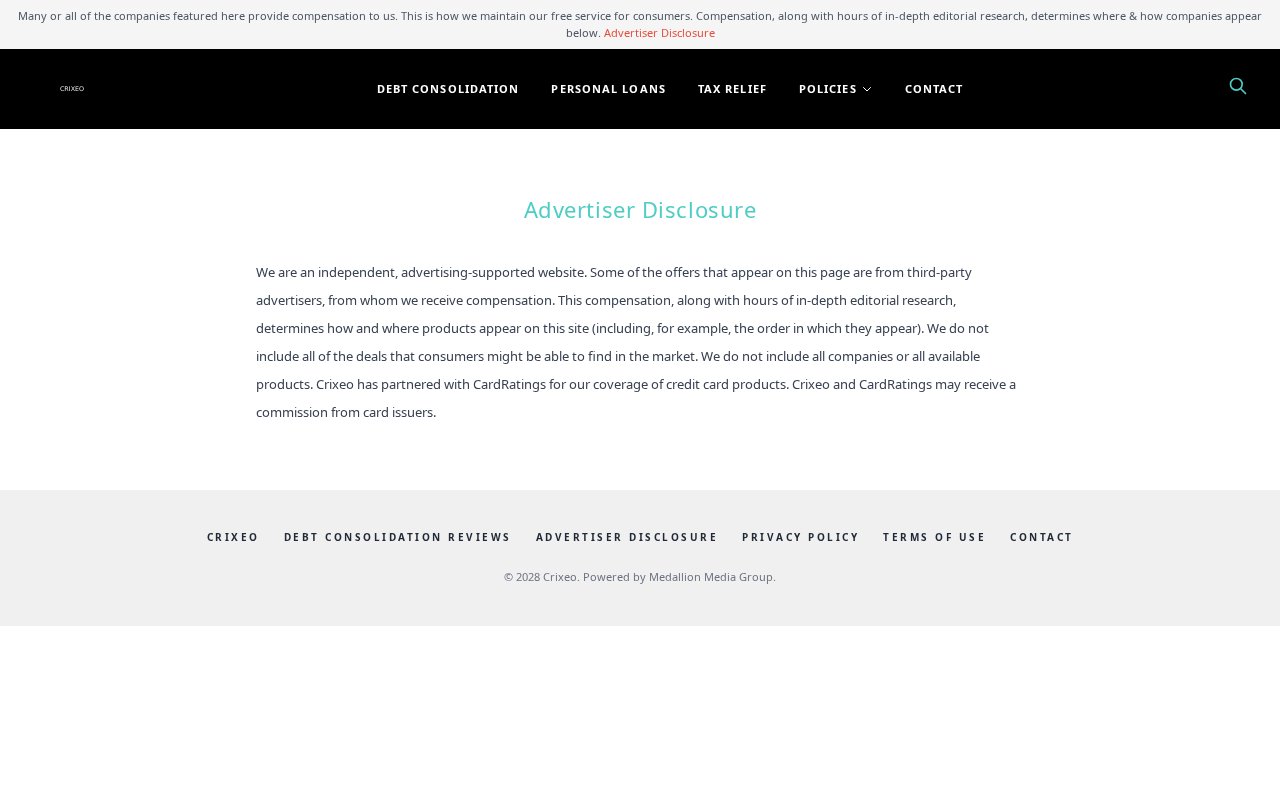 Many or all of the companies featured here provide compensation to us. This is how we maintain our free service for consumers. Compensation, along with hours of in-depth editorial research, determines where & how companies appear
below. Advertiser Disclosure
CRIXEO
DEBT CONSOLIDATION
PERSONAL LOANS
TAX RELIEF
POLICIES
CONTACT
Advertiser Disclosure
We are an independent, advertising-supported website. Some of the offers that appear on this page are from third-party
advertisers, from whom we receive compensation. This compensation, along with hours of in-depth editorial research,
determines how and where products appear on this site (including, for example, the order in which they appear). We do not
include all of the deals that consumers might be able to find in the market. We do not include all companies or all available
products. Crixeo has partnered with CardRatings for our coverage of credit card products. Crixeo and CardRatings may receive a
commission from card issuers.
CRIXEO
DEBT CONSOLIDATION REVIEWS
ADVERTISER DISCLOSURE
PRIVACY POLICY
TERMS OF USE
CONTACT
© 2028 Crixeo. Powered by Medallion Media Group.